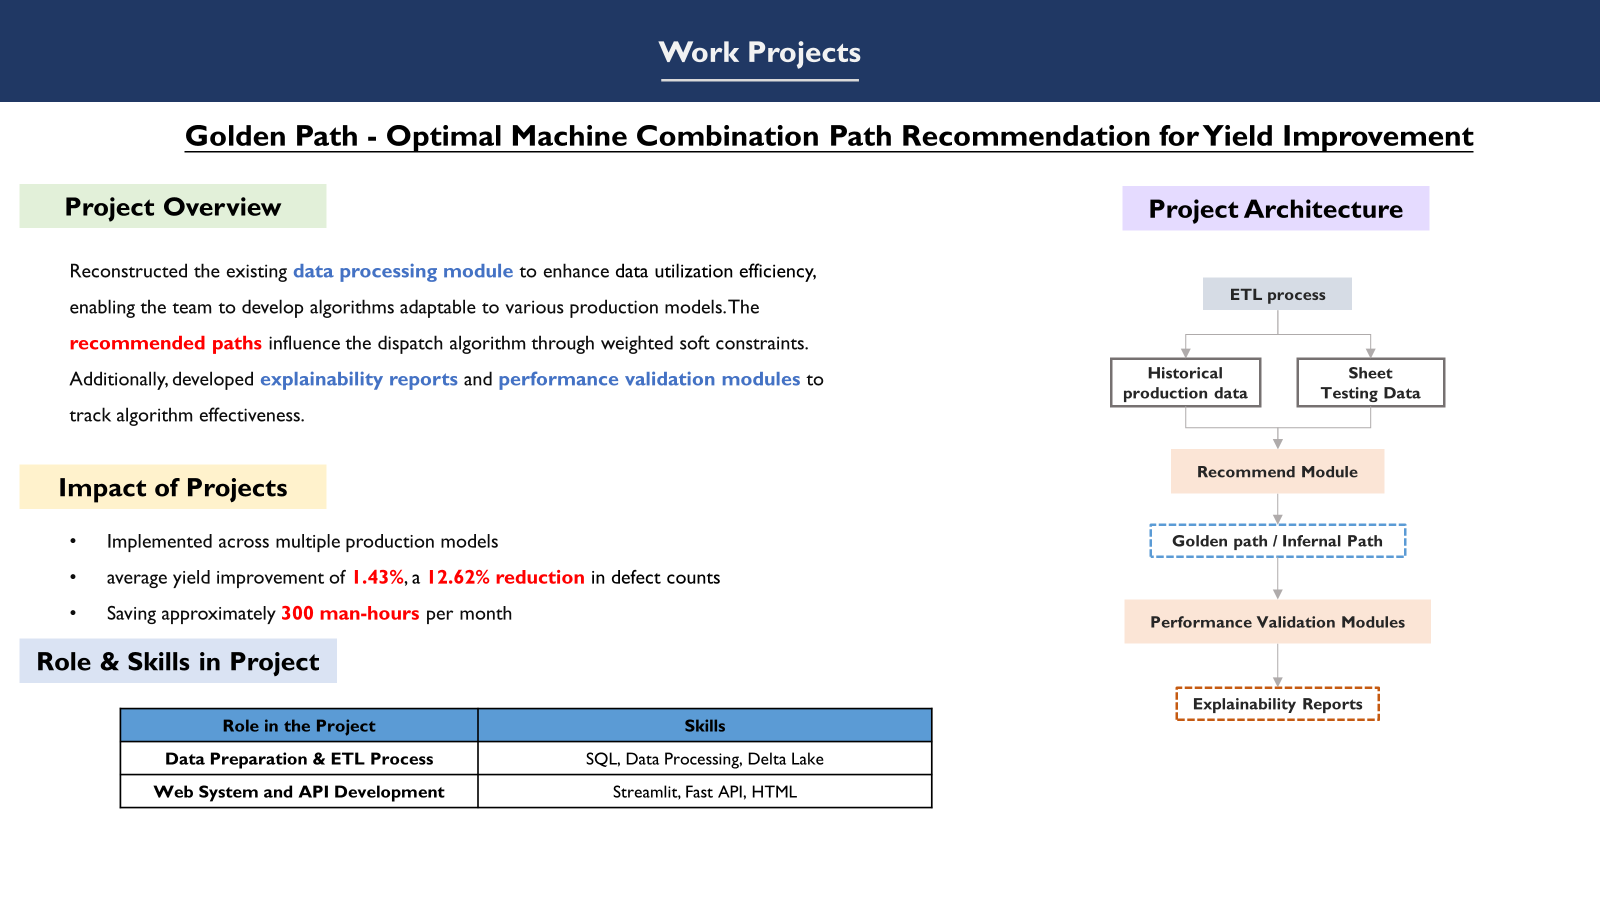 Work Projects
Golden Path - Optimal Machine Combination Path Recommendation for Yield Improvement
Project Overview
Reconstructed the existing data processing module to enhance data utilization efficiency,
enabling the team to develop algorithms adaptable to various production models. The
recommended paths influence the dispatch algorithm through weighted soft constraints.
Additionally, developed explainability reports and performance validation modules to
track algorithm effectiveness.
Impact of Projects
• Implemented across multiple production models
• average yield improvement of 1.43%, a 12.62% reduction in defect counts
• Saving approximately 300 man-hours per month
Role & Skills in Project
Role in the Project Skills
Data Preparation & ETL Process SQL, Data Processing, Delta Lake
Web System and API Development Streamlit, Fast API, HTML
Project Architecture
ETL process
Historical
production data
Sheet
Testing Data
Recommend Module
Golden path / Infernal Path
Performance Validation Modules
Explainability Reports